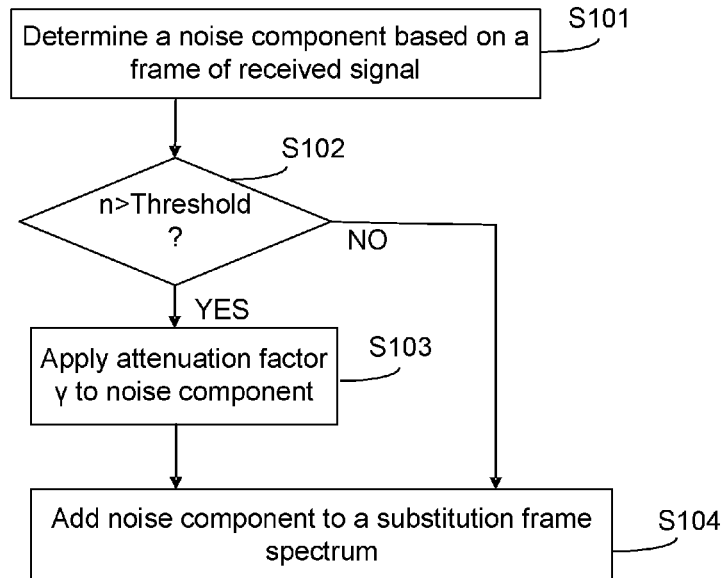 Determine a noise component based on a
frame of received signal
S101
S102
n>Threshold
?
NO
YES
Apply attenuation factor
γ to noise component
S103
Add noise component to a substitution frame
spectrum
S104